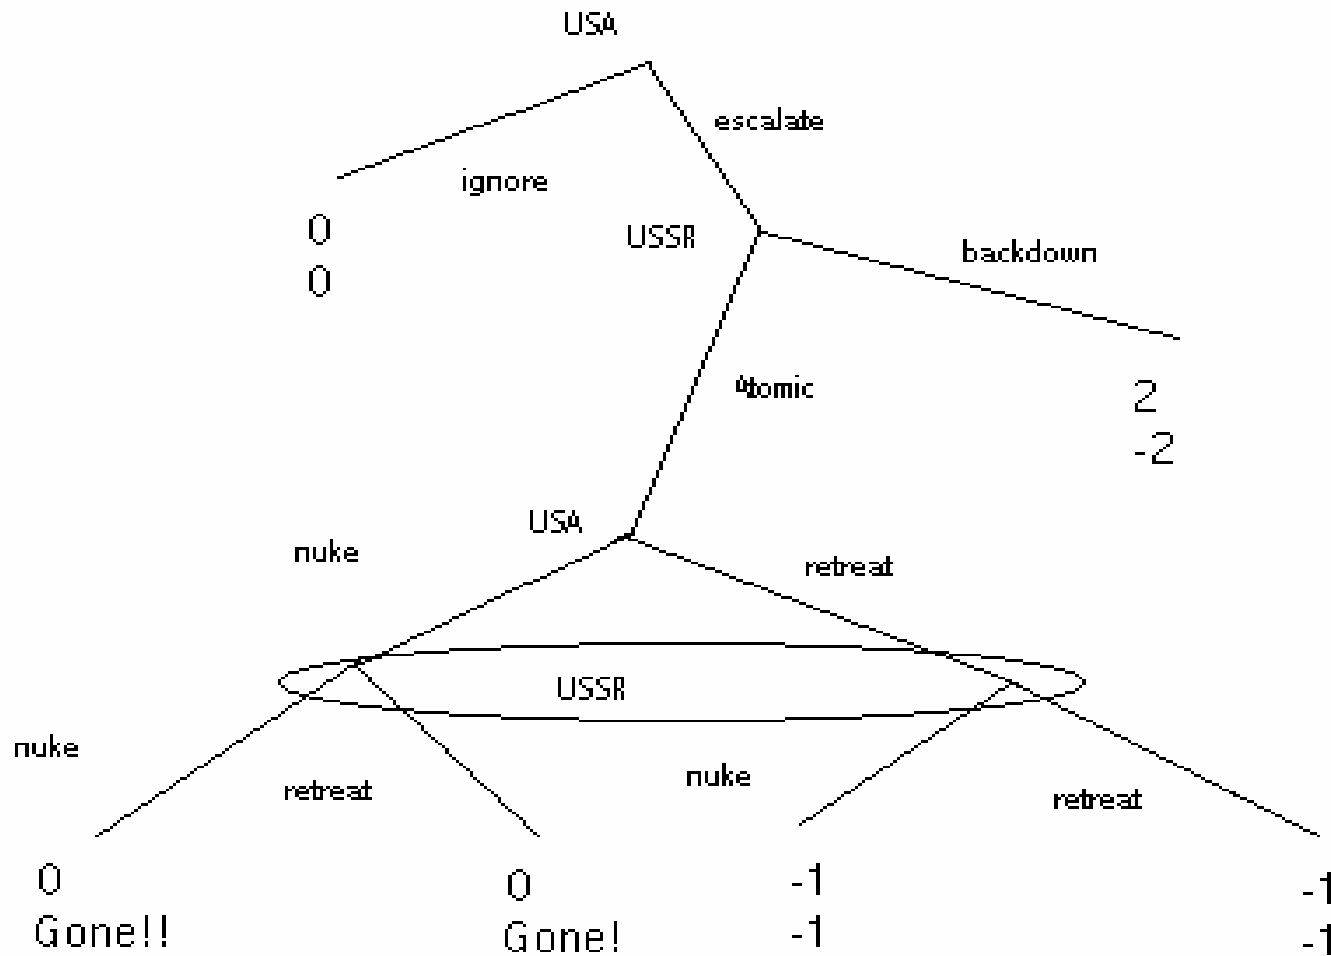 USA
escalate
ignore
0
0
USSR
backdown
Atomic
2
-2
USA
nuke
retreat
USSR
nuke
retreat
nuke
retreat
0
Gone!!
0
Gone!
-1
-1
-1
-1